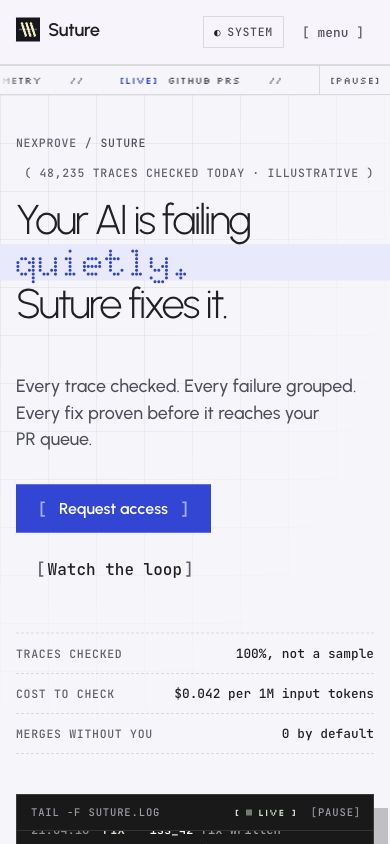 Suture
◐ SYSTEM
[ menu ]
METRY // [LIVE] GITHUB PRS // [PAUSE]
NEXPROVE / SUTURE
( 48,235 TRACES CHECKED TODAY · ILLUSTRATIVE )
Your AI is failing
quietly.
Suture fixes it.
Every trace checked. Every failure grouped.
Every fix proven before it reaches your
PR queue.
[ Request access ]
[Watch the loop]
TRACES CHECKED 100%, not a sample
COST TO CHECK $0.042 per 1M input tokens
MERGES WITHOUT YOU 0 by default
TAIL -F SUTURE.LOG [ ■ LIVE ] [PAUSE]